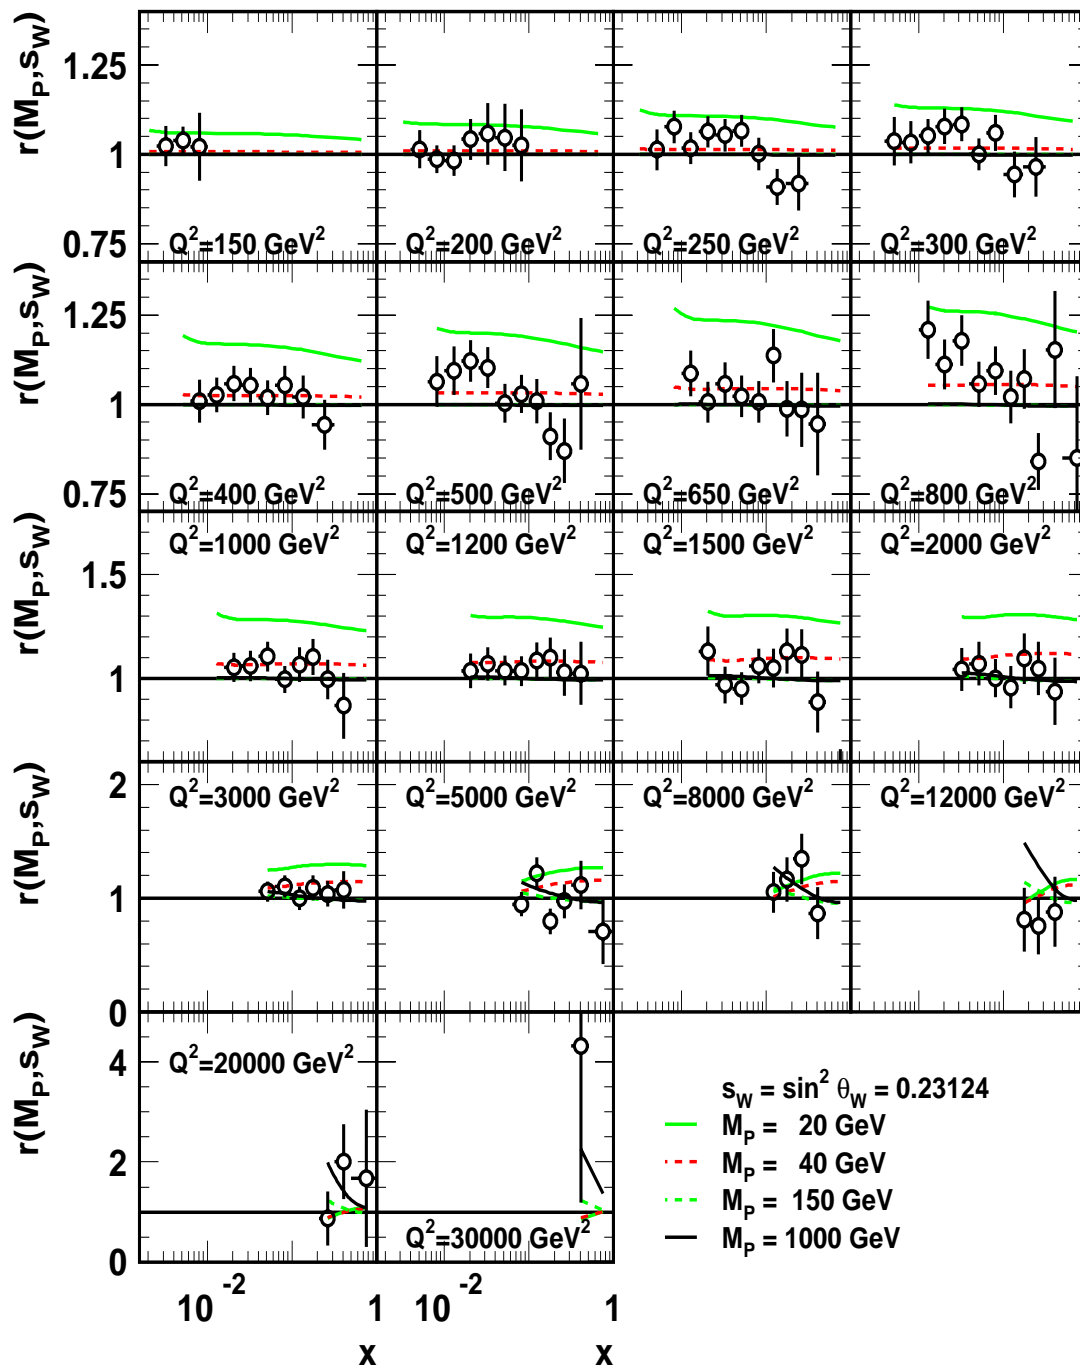 r(M_P,s_W)
1.25
1
0.75
Q²=150 GeV²
Q²=200 GeV²
Q²=250 GeV²
Q²=300 GeV²
r(M_P,s_W)
1.25
1
0.75
Q²=400 GeV²
Q²=500 GeV²
Q²=650 GeV²
Q²=800 GeV²
r(M_P,s_W)
Q²=1000 GeV²
Q²=1200 GeV²
Q²=1500 GeV²
Q²=2000 GeV²
1.5
1
r(M_P,s_W)
2
Q²=3000 GeV²
Q²=5000 GeV²
Q²=8000 GeV²
Q²=12000 GeV²
1
0
r(M_P,s_W)
Q²=20000 GeV²
4
2
0
Q²=30000 GeV²
s_W = sin² θ_W = 0.23124
M_P = 20 GeV
M_P = 40 GeV
M_P = 150 GeV
M_P = 1000 GeV
10⁻² 1 10⁻² 1
x x